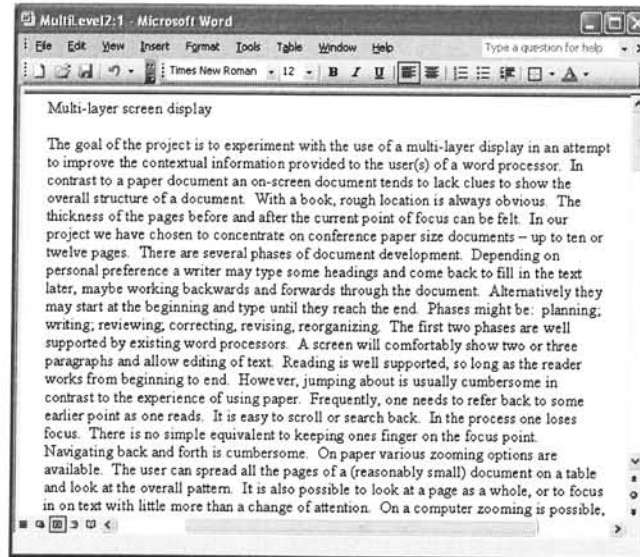 MultiLevel2:1 - Microsoft Word
File Edit View Insert Format Tools Table Window Help Type a question for help
Times New Roman 12 B I U A
Multi-layer screen display
The goal of the project is to experiment with the use of a multi-layer display in an attempt
to improve the contextual information provided to the user(s) of a word processor. In
contrast to a paper document an on-screen document tends to lack clues to show the
overall structure of a document. With a book, rough location is always obvious. The
thickness of the pages before and after the current point of focus can be felt. In our
project we have chosen to concentrate on conference paper size documents – up to ten or
twelve pages. There are several phases of document development. Depending on
personal preference a writer may type some headings and come back to fill in the text
later, maybe working backwards and forwards through the document. Alternatively they
may start at the beginning and type until they reach the end. Phases might be: planning;
writing; reviewing; correcting, revising, reorganizing. The first two phases are well
supported by existing word processors. A screen will comfortably show two or three
paragraphs and allow editing of text. Reading is well supported, so long as the reader
works from beginning to end. However, jumping about is usually cumbersome in
contrast to the experience of using paper. Frequently, one needs to refer back to some
earlier point as one reads. It is easy to scroll or search back. In the process one loses
focus. There is no simple equivalent to keeping ones finger on the focus point.
Navigating back and forth is cumbersome. On paper various zooming options are
available. The user can spread all the pages of a (reasonably small) document on a table
and look at the overall pattern. It is also possible to look at a page as a whole, or to focus
in on text with little more than a change of attention. On a computer zooming is possible,